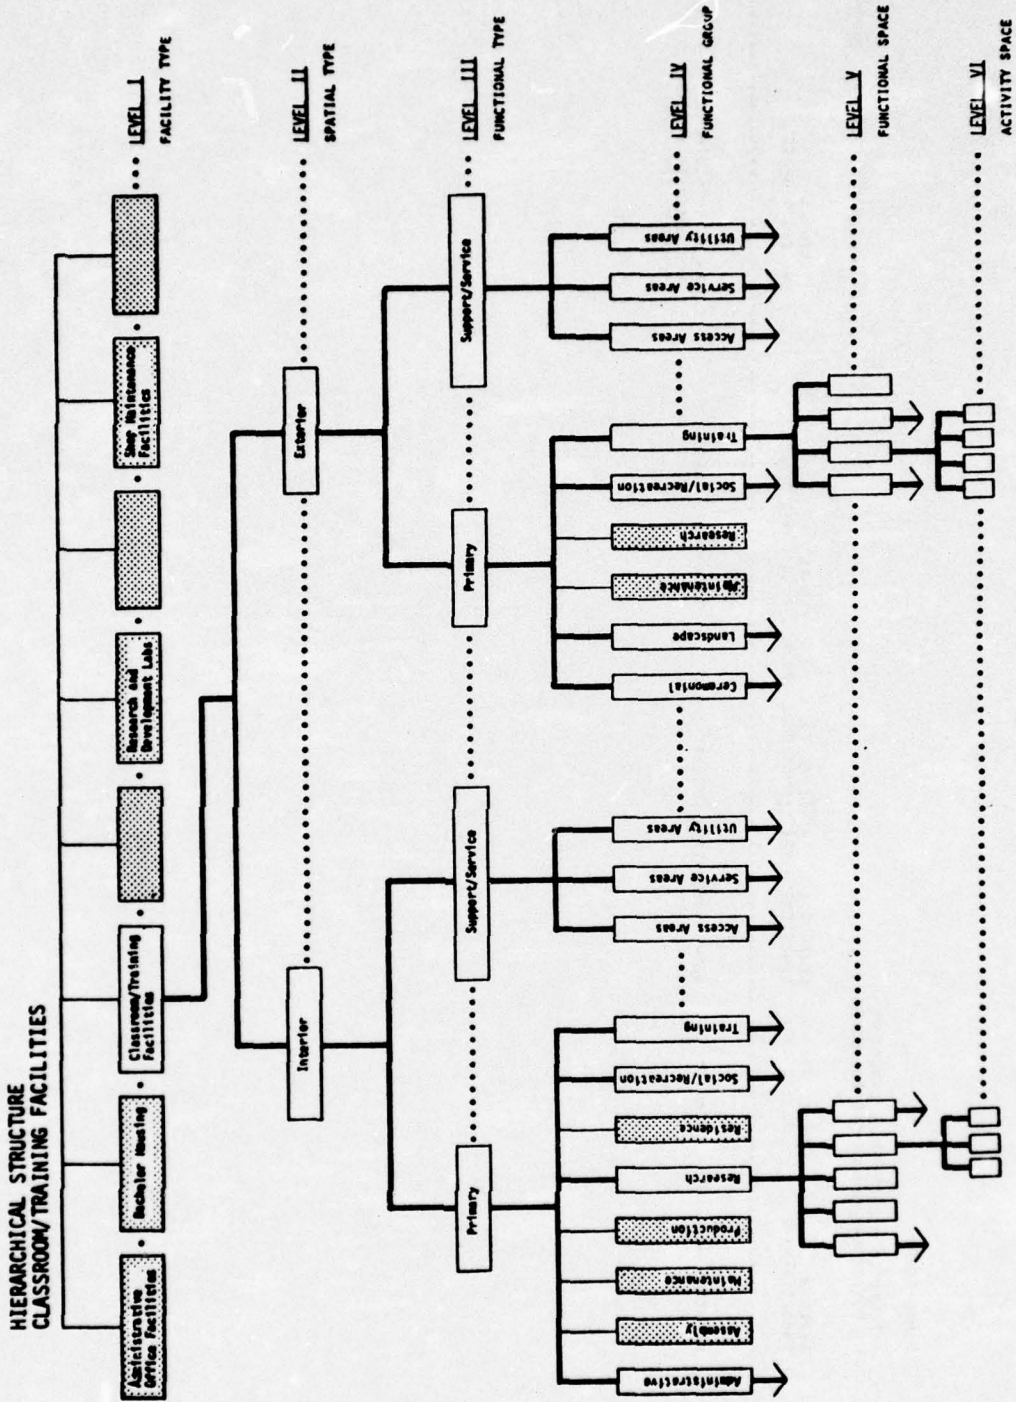 HIERARCHICAL STRUCTURE
CLASSROOM/TRAINING FACILITIES
Administrative
Office Facilities
Bachelor Housing
Classroom/Training
Facilities
Research and
Development Labs
Shop Maintenance
Facilities
LEVEL I
FACILITY TYPE
Interior
Exterior
LEVEL II
SPATIAL TYPE
Primary
Support/Service
Primary
Support/Service
LEVEL III
FUNCTIONAL TYPE
Administrative
Assembly
Maintenance
Production
Research
Residence
Social/Recreation
Training
Access Areas
Service Areas
Utility Areas
Ceremonial
Landscape
Maintenance
Research
Social/Recreation
Training
Access Areas
Service Areas
Utility Areas
LEVEL IV
FUNCTIONAL GROUP
LEVEL V
FUNCTIONAL SPACE
LEVEL VI
ACTIVITY SPACE